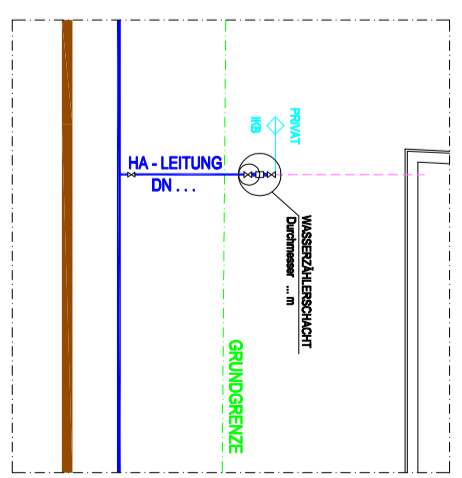 PRIVAT
IKB
HA - LEITUNG
DN . . .
WASSERZÄHLERSCHACHT
Durchmesser ... m
GRUNDGRENZE